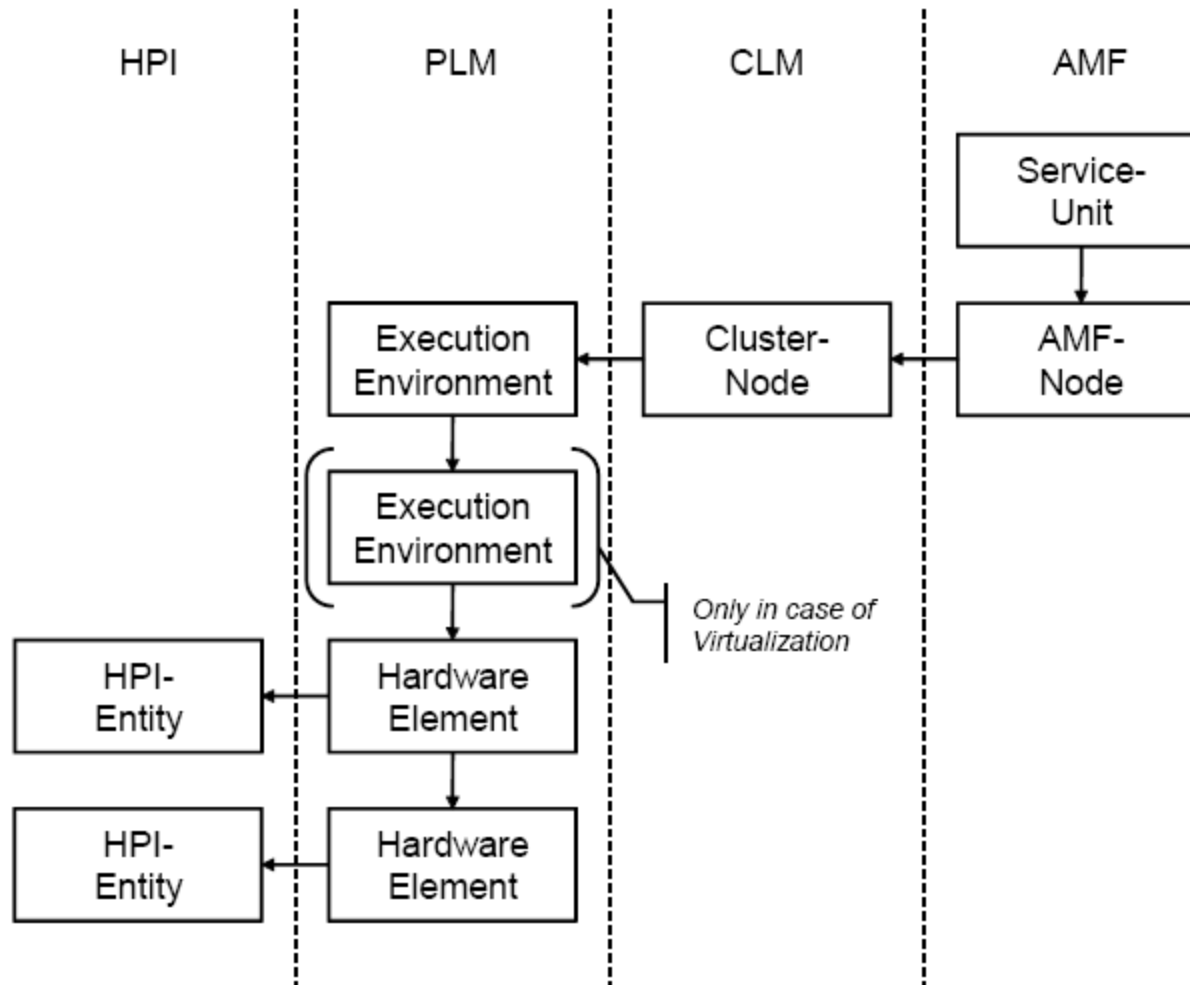 HPI
PLM
CLM
AMF
Service-
Unit
Execution
Environment
Cluster-
Node
AMF-
Node
Execution
Environment
Only in case of
Virtualization
HPI-
Entity
Hardware
Element
HPI-
Entity
Hardware
Element